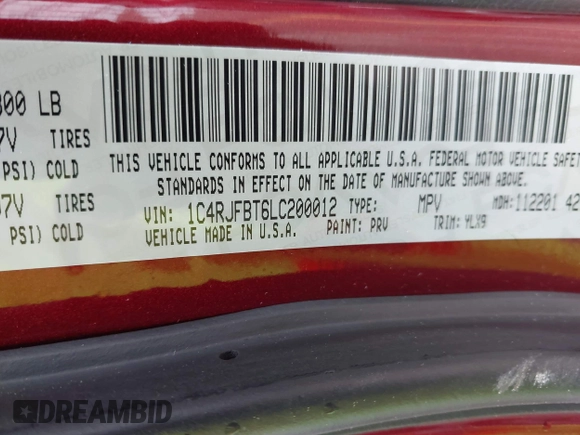 300 LB
7V TIRES
PSI) COLD
37V TIRES
PSI) COLD
THIS VEHICLE CONFORMS TO ALL APPLICABLE U.S.A. FEDERAL MOTOR VEHICLE SAFET
STANDARDS IN EFFECT ON THE DATE OF MANUFACTURE SHOWN ABOVE.
VIN: 1C4RJFBT6LC200012 TYPE: MPV MDH: 112201 42
VEHICLE MADE IN U.S.A. PAINT: PRV TRIM: YLX9
DREAMBID